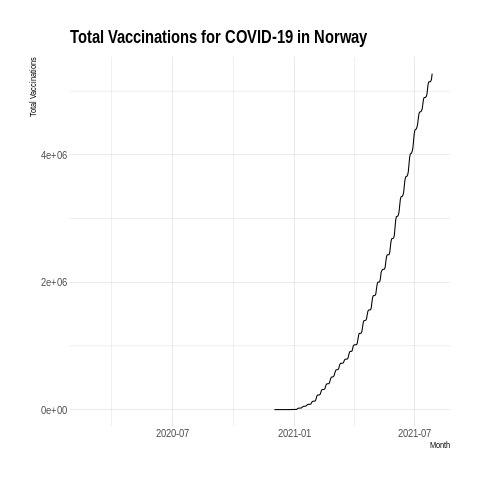 Total Vaccinations for COVID-19 in Norway
Total Vaccinations
4e+06
2e+06
0e+00
2020-07
2021-01
2021-07
Month